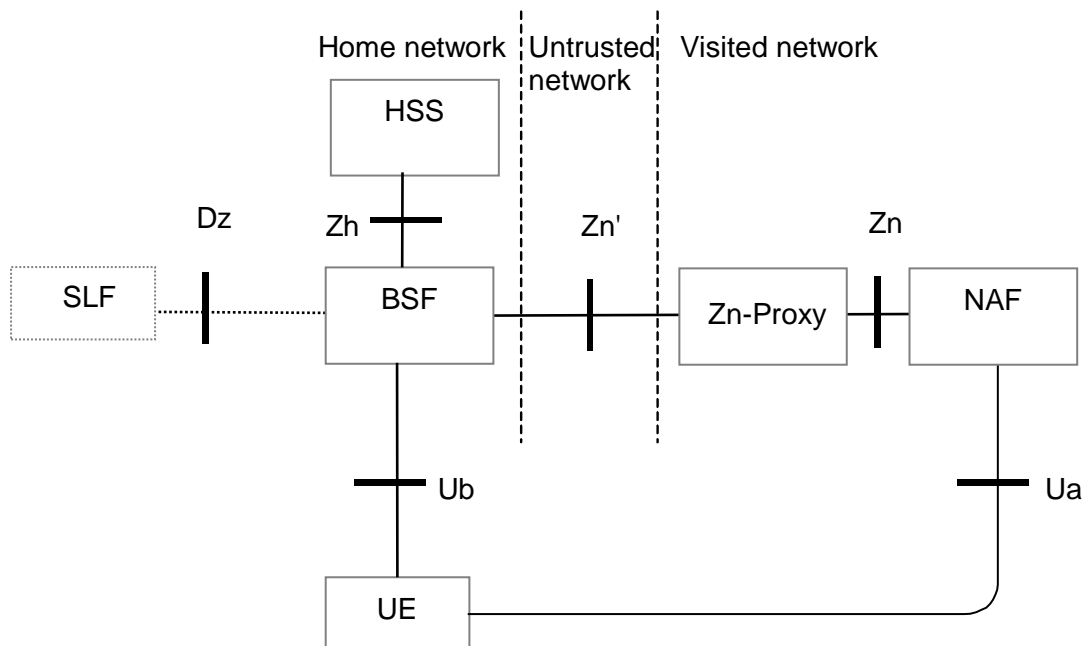 Home network
Untrusted
network
Visited network
HSS
Dz
Zh
Zn'
Zn
SLF
BSF
Zn-Proxy
NAF
Ub
Ua
UE